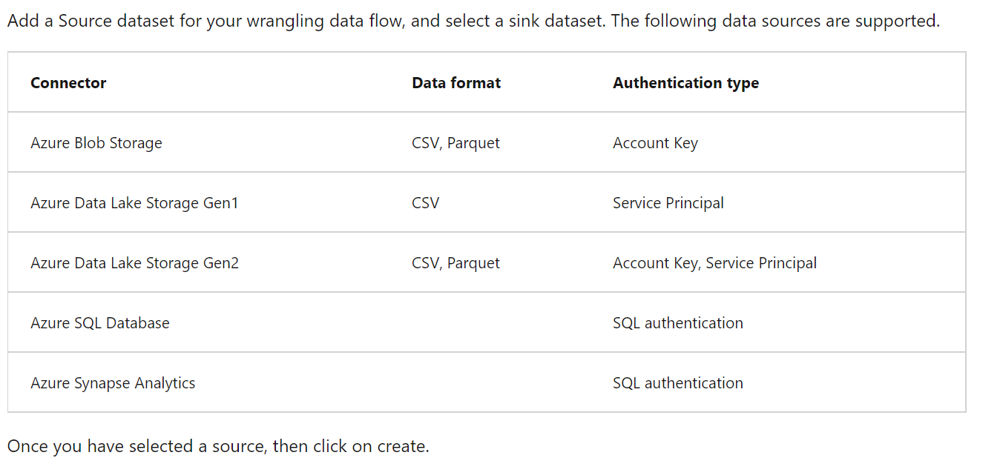 Add a Source dataset for your wrangling data flow, and select a sink dataset. The following data sources are supported.
Connector Data format Authentication type
Azure Blob Storage CSV, Parquet Account Key
Azure Data Lake Storage Gen1 CSV Service Principal
Azure Data Lake Storage Gen2 CSV, Parquet Account Key, Service Principal
Azure SQL Database SQL authentication
Azure Synapse Analytics SQL authentication
Once you have selected a source, then click on create.